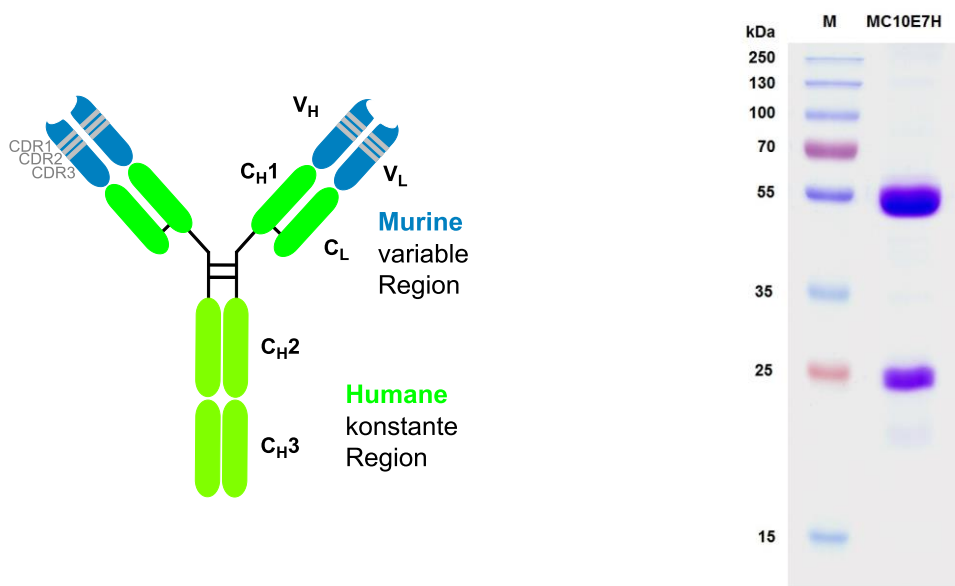 VH
CDR1
CDR2
CDR3
CH1
VL
Murine
variable
Region
CL
CH2
Humane
konstante
Region
CH3
M MC10E7H
kDa
250
130
100
70
55
35
25
15